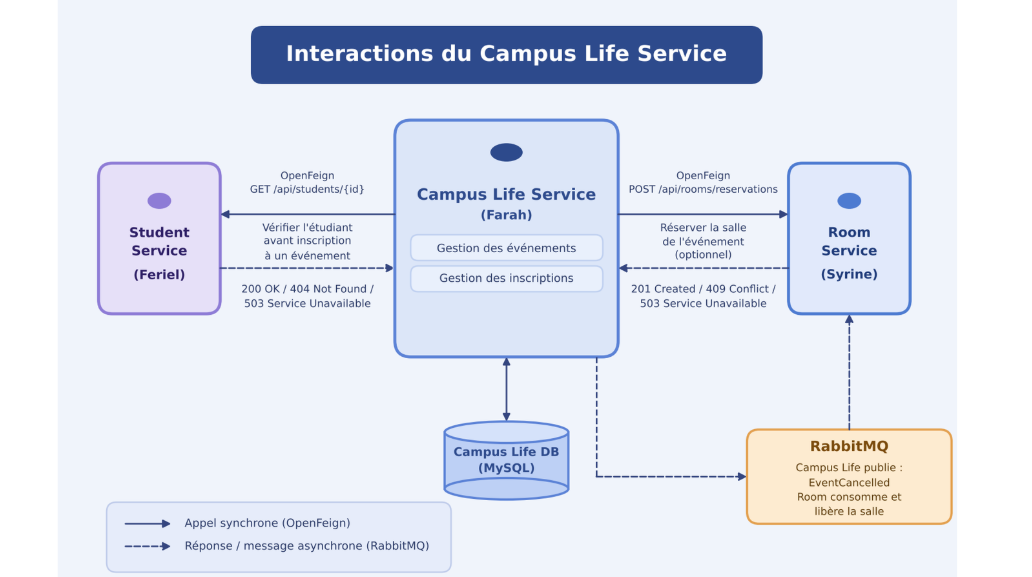 Interactions du Campus Life Service
OpenFeign
GET /api/students/{id}
Vérifier l'étudiant
avant inscription
à un événement
200 OK / 404 Not Found /
503 Service Unavailable
Student
Service
(Feriel)
Campus Life Service
(Farah)
Gestion des événements
Gestion des inscriptions
OpenFeign
POST /api/rooms/reservations
Réserver la salle
de l'événement
(optionnel)
201 Created / 409 Conflict /
503 Service Unavailable
Room
Service
(Syrine)
Campus Life DB
(MySQL)
RabbitMQ
Campus Life publie :
EventCancelled
Room consomme et
libère la salle
Appel synchrone (OpenFeign)
Réponse / message asynchrone (RabbitMQ)